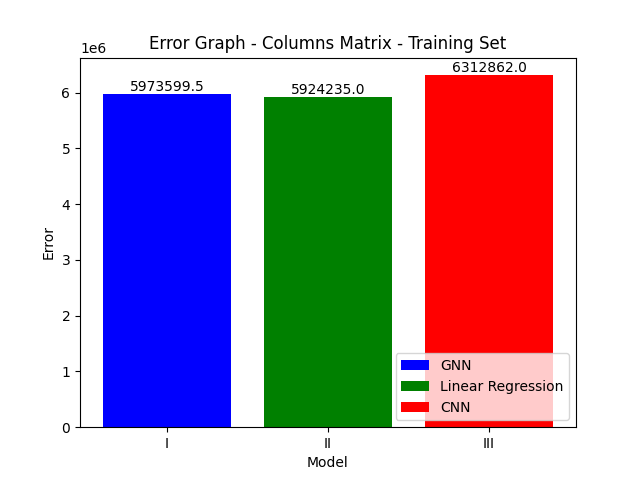 Error Graph - Columns Matrix - Training Set
1e6
5973599.5
5924235.0
6312862.0
6
5
4
3
2
1
0
Error
GNN
Linear Regression
CNN
I
II
III
Model